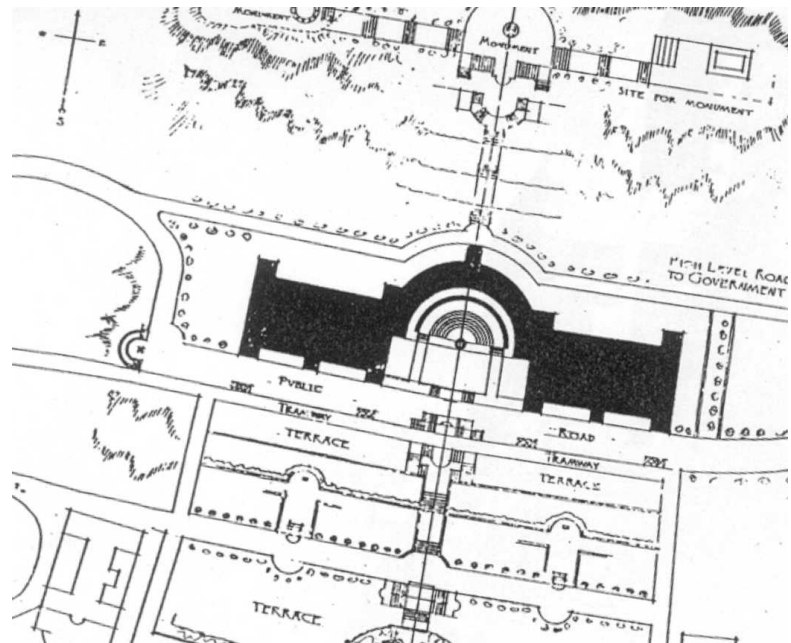 MONUMENT
MONUMENT
SITE FOR MONUMENT
S
HIGH LEVEL ROAD
TO GOVERNMENT
PUBLIC
ROAD
TRAMWAY
TRAMWAY
TERRACE
TERRACE
TERRACE